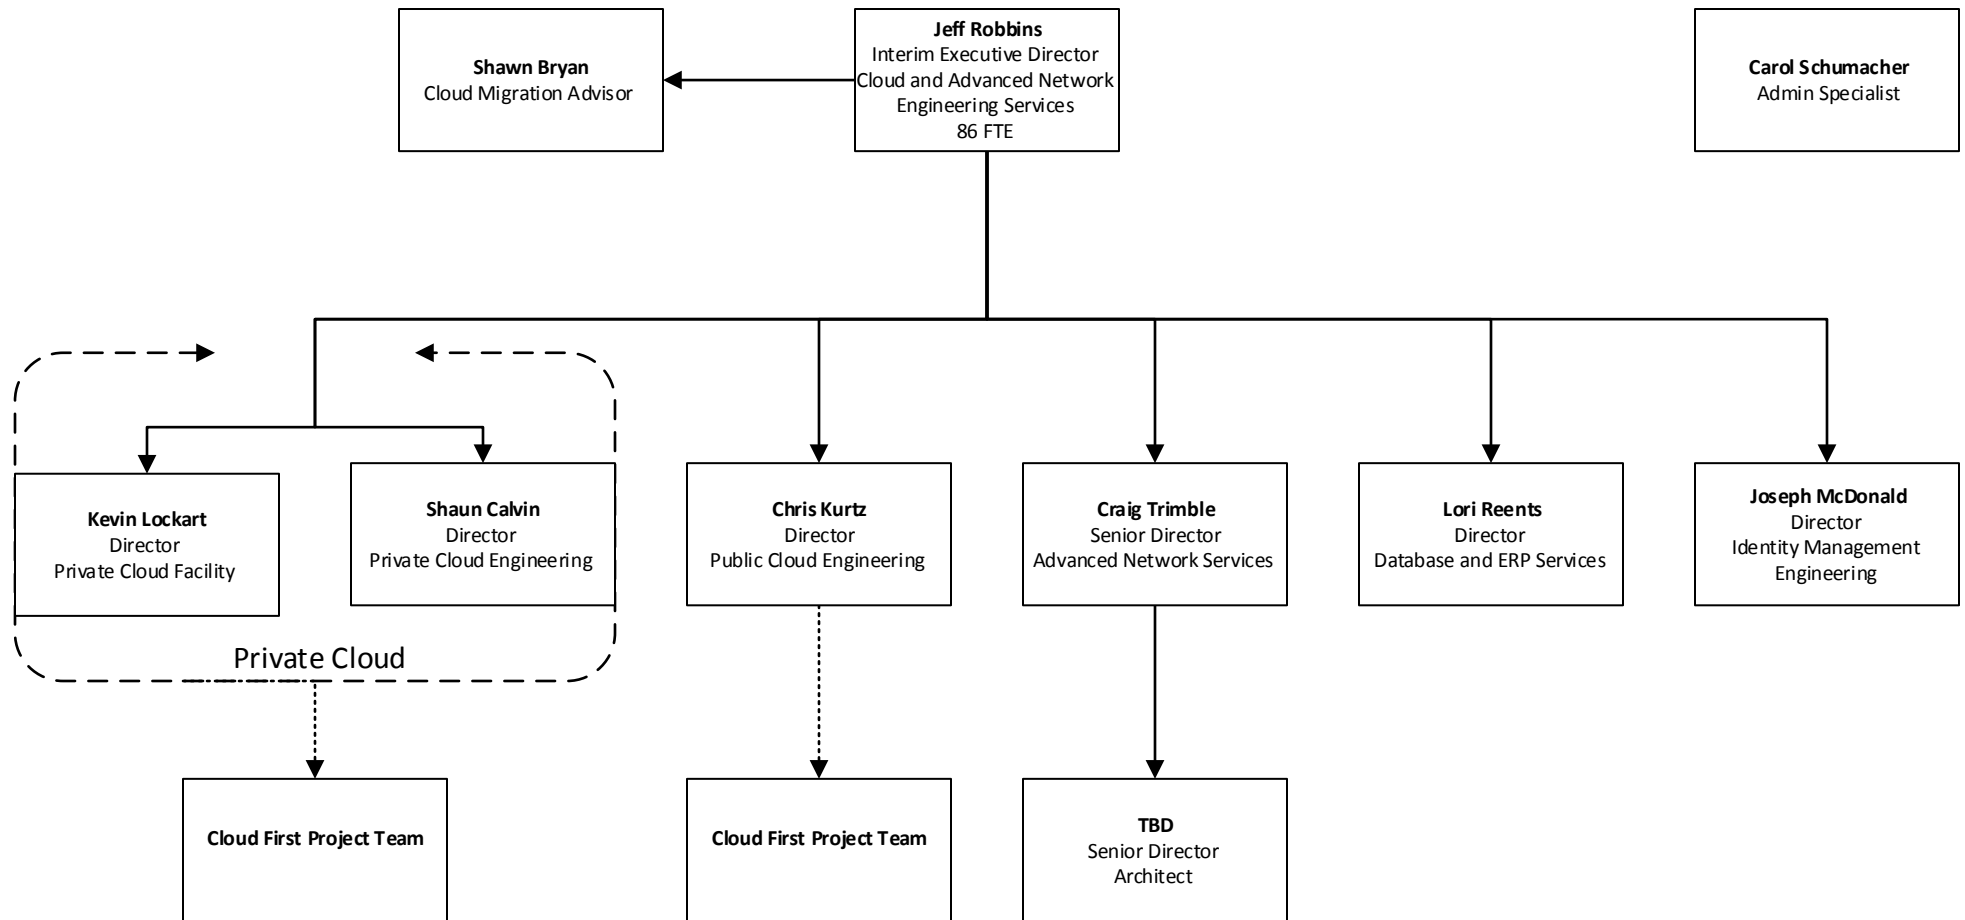 Shawn Bryan
Cloud Migration Advisor
Jeff Robbins
Interim Executive Director
Cloud and Advanced Network
Engineering Services
86 FTE
Carol Schumacher
Admin Specialist
Kevin Lockart
Director
Private Cloud Facility
Shaun Calvin
Director
Private Cloud Engineering
Chris Kurtz
Director
Public Cloud Engineering
Craig Trimble
Senior Director
Advanced Network Services
Lori Reents
Director
Database and ERP Services
Joseph McDonald
Director
Identity Management
Engineering
Private Cloud
Cloud First Project Team
Cloud First Project Team
TBD
Senior Director
Architect